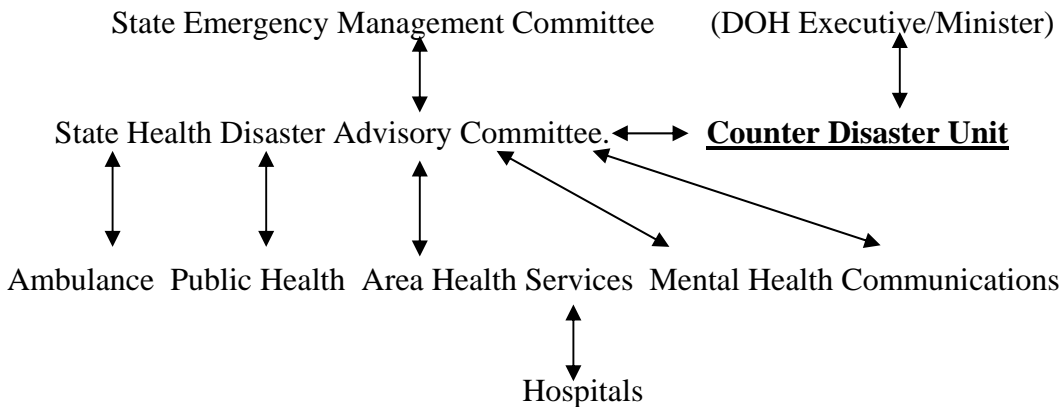 State Emergency Management Committee (DOH Executive/Minister)
State Health Disaster Advisory Committee. Counter Disaster Unit
Ambulance Public Health Area Health Services Mental Health Communications
Hospitals